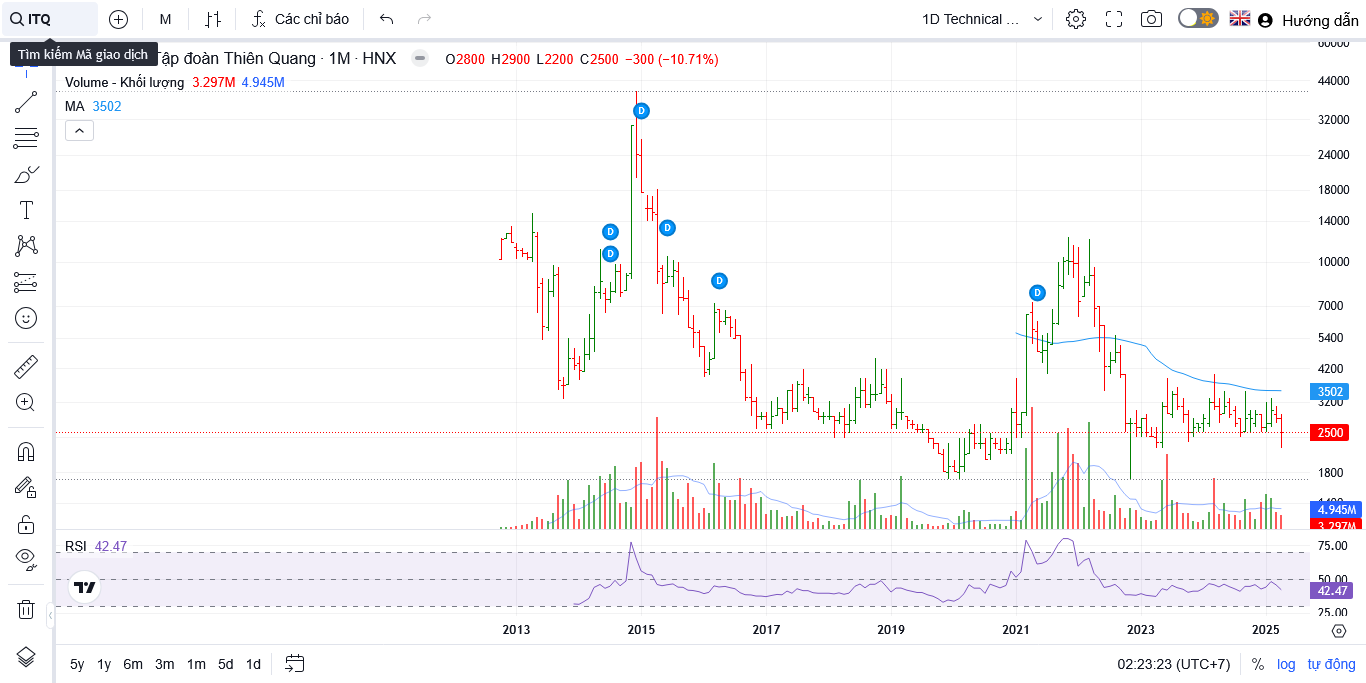 ITQ
M
Các chỉ báo
1D Technical ...
Hướng dẫn
Tìm kiếm Mã giao dịch
Tập đoàn Thiên Quang · 1M · HNX
O2800 H2900 L2200 C2500 −300 (−10.71%)
Volume - Khối lượng 3.297M 4.945M
MA 3502
D
D
D
D
D
D
60000
44000
32000
24000
18000
14000
10000
7000
5400
4200
3502
3200
2500
1800
4.945M
3.297M
RSI 42.47
75.00
50.00
42.47
25.00
2013 2015 2017 2019 2021 2023 2025
5y 1y 6m 3m 1m 5d 1d
02:23:23 (UTC+7)
% log tự động